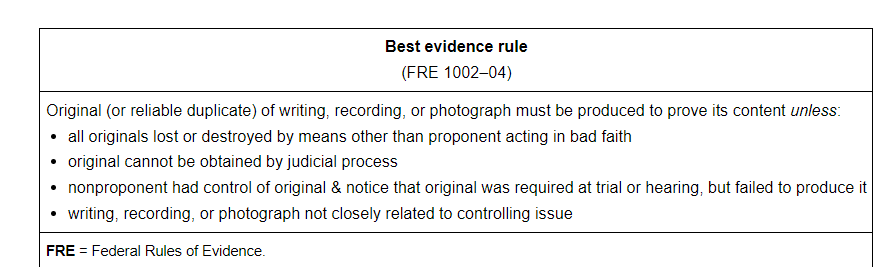 Best evidence rule
(FRE 1002–04)
Original (or reliable duplicate) of writing, recording, or photograph must be produced to prove its content unless:
• all originals lost or destroyed by means other than proponent acting in bad faith
• original cannot be obtained by judicial process
• nonproponent had control of original & notice that original was required at trial or hearing, but failed to produce it
• writing, recording, or photograph not closely related to controlling issue
FRE = Federal Rules of Evidence.